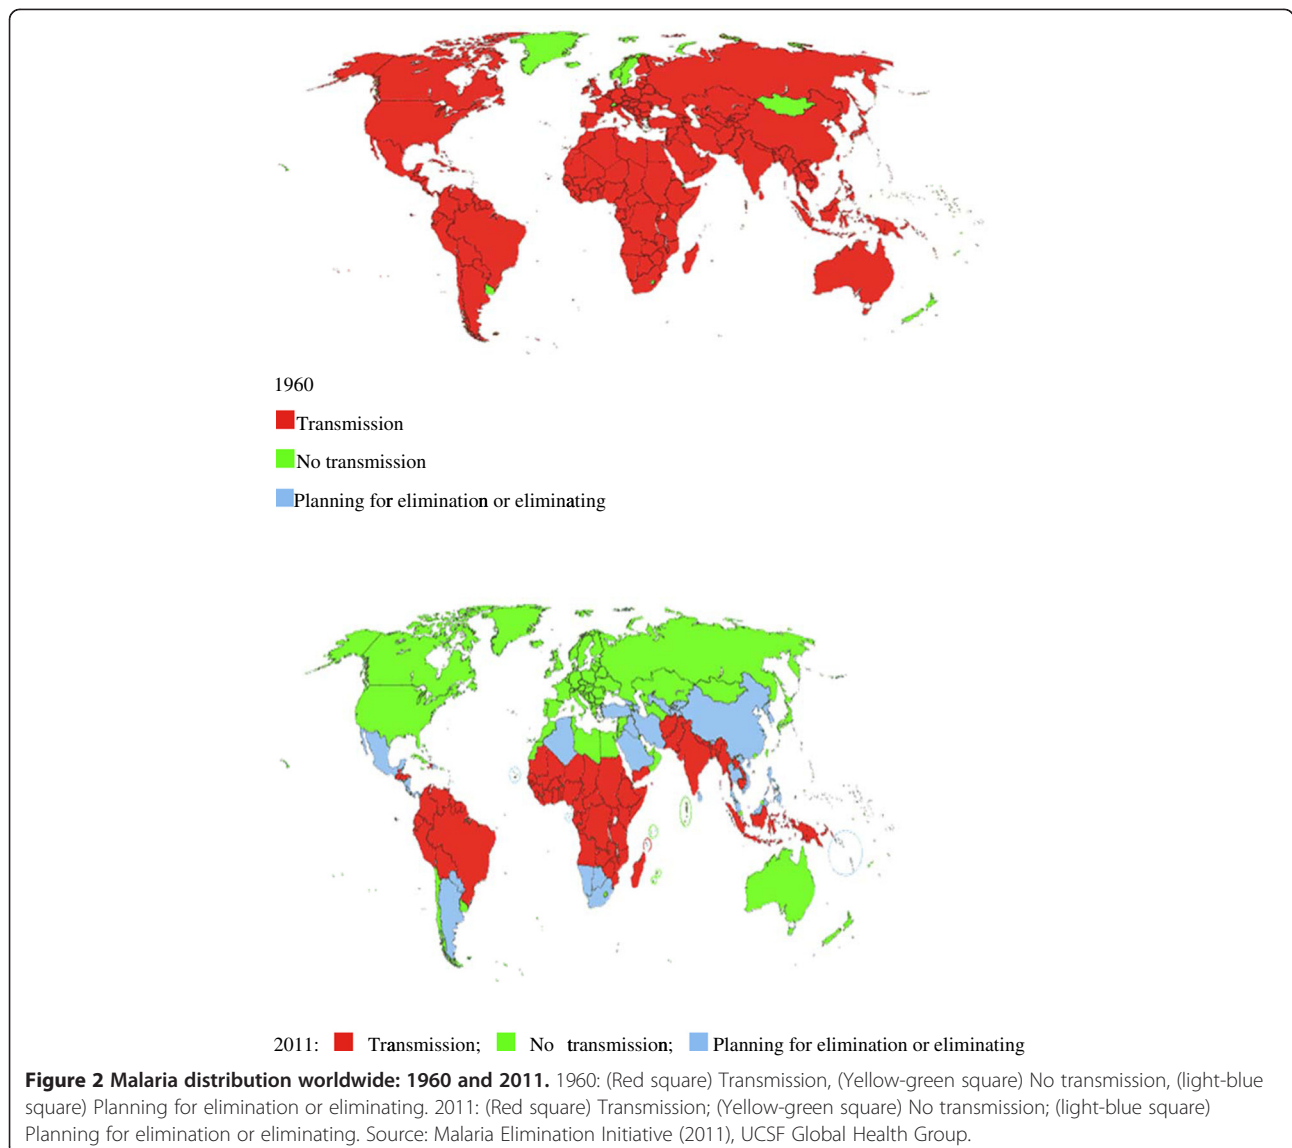 1960
Transmission
No transmission
Planning for elimination or eliminating
2011: Transmission; No transmission; Planning for elimination or eliminating
Figure 2 Malaria distribution worldwide: 1960 and 2011. 1960: (Red square) Transmission, (Yellow-green square) No transmission, (light-blue
square) Planning for elimination or eliminating. 2011: (Red square) Transmission; (Yellow-green square) No transmission; (light-blue square)
Planning for elimination or eliminating. Source: Malaria Elimination Initiative (2011), UCSF Global Health Group.